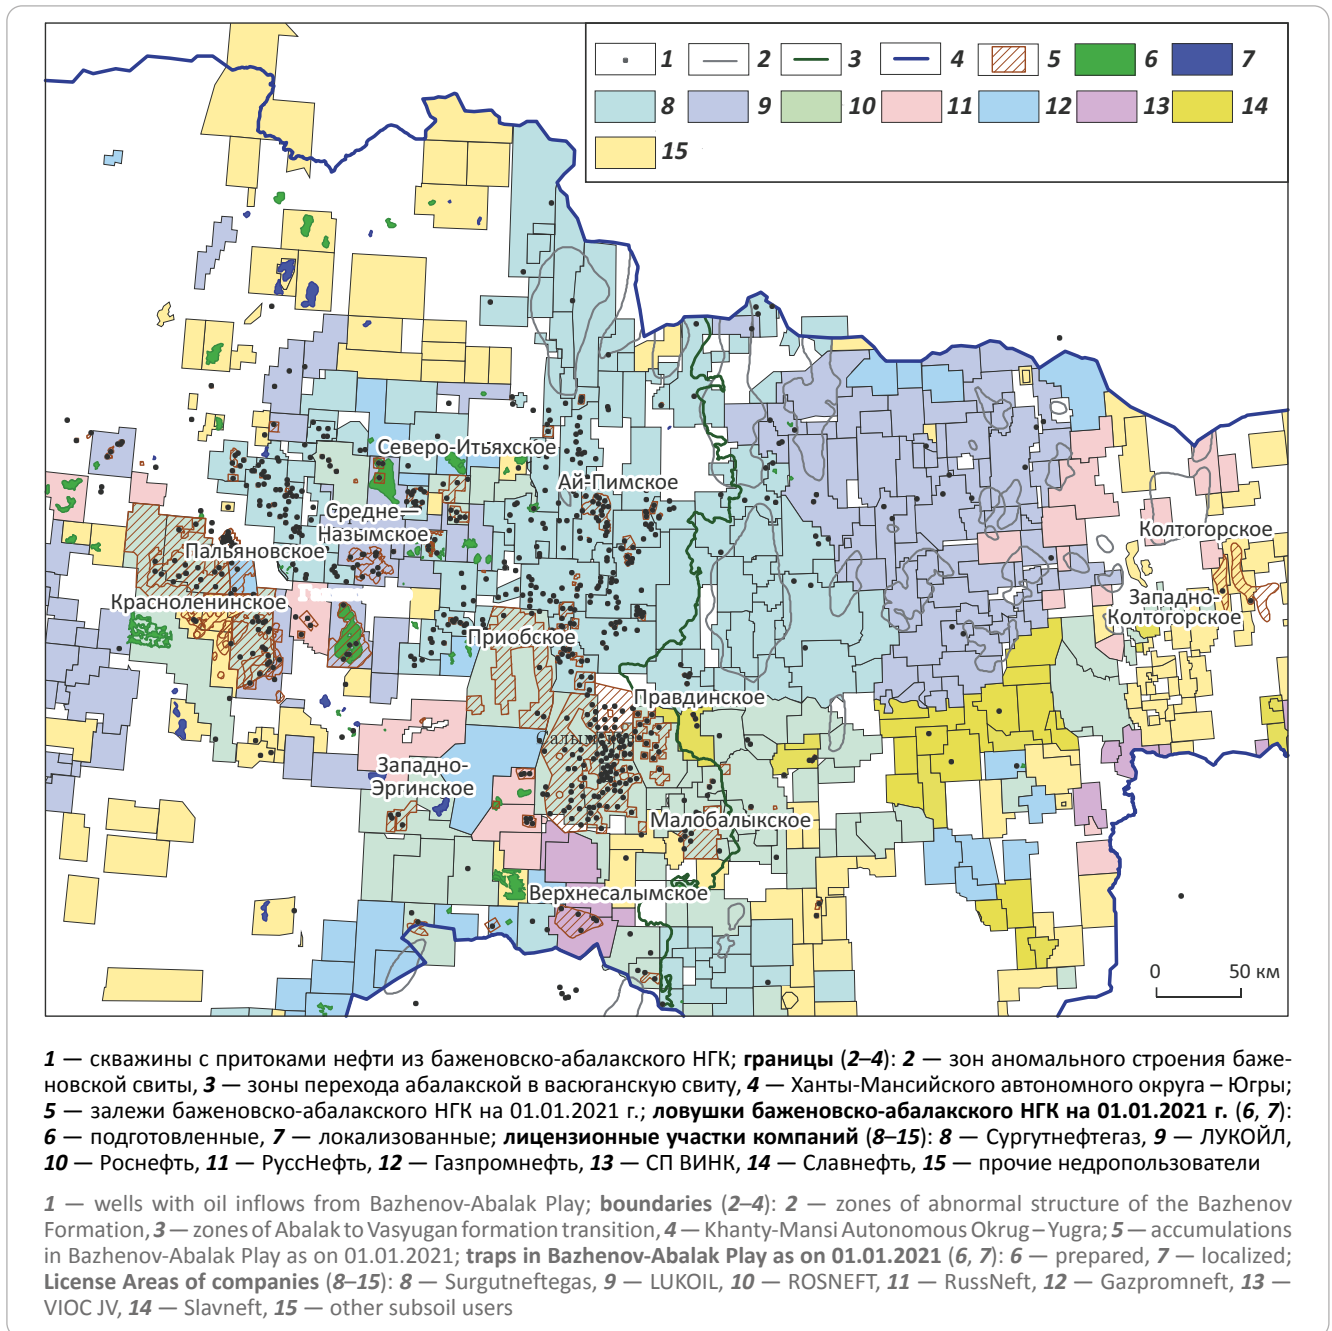 1 2 3 4 5 6 7
8 9 10 11 12 13 14
15
Северо-Итьяхское
Ай-Пимское
Средне-
Назымское
Пальяновское
Колтогорское
Красноленинское
Западно-
Колтогорское
Приобское
Правдинское
Западно-
Эргинское
Малобалыкское
Верхнесалымское
0 50 км
1 — скважины с притоками нефти из баженовско-абалакского НГК; границы (2–4): 2 — зон аномального строения баже-
новской свиты, 3 — зоны перехода абалакской в васюганскую свиту, 4 — Ханты-Мансийского автономного округа – Югры;
5 — залежи баженовско-абалакского НГК на 01.01.2021 г.; ловушки баженовско-абалакского НГК на 01.01.2021 г. (6, 7):
6 — подготовленные, 7 — локализованные; лицензионные участки компаний (8–15): 8 — Сургутнефтегаз, 9 — ЛУКОЙЛ,
10 — Роснефть, 11 — РуссНефть, 12 — Газпромнефть, 13 — СП ВИНК, 14 — Славнефть, 15 — прочие недропользователи
1 — wells with oil inflows from Bazhenov-Abalak Play; boundaries (2–4): 2 — zones of abnormal structure of the Bazhenov
Formation, 3 — zones of Abalak to Vasyugan formation transition, 4 — Khanty-Mansi Autonomous Okrug – Yugra; 5 — accumulations
in Bazhenov-Abalak Play as on 01.01.2021; traps in Bazhenov-Abalak Play as on 01.01.2021 (6, 7): 6 — prepared, 7 — localized;
License Areas of companies (8–15): 8 — Surgutneftegas, 9 — LUKOIL, 10 — ROSNEFT, 11 — RussNeft, 12 — Gazpromneft, 13 —
VIOC JV, 14 — Slavneft, 15 — other subsoil users